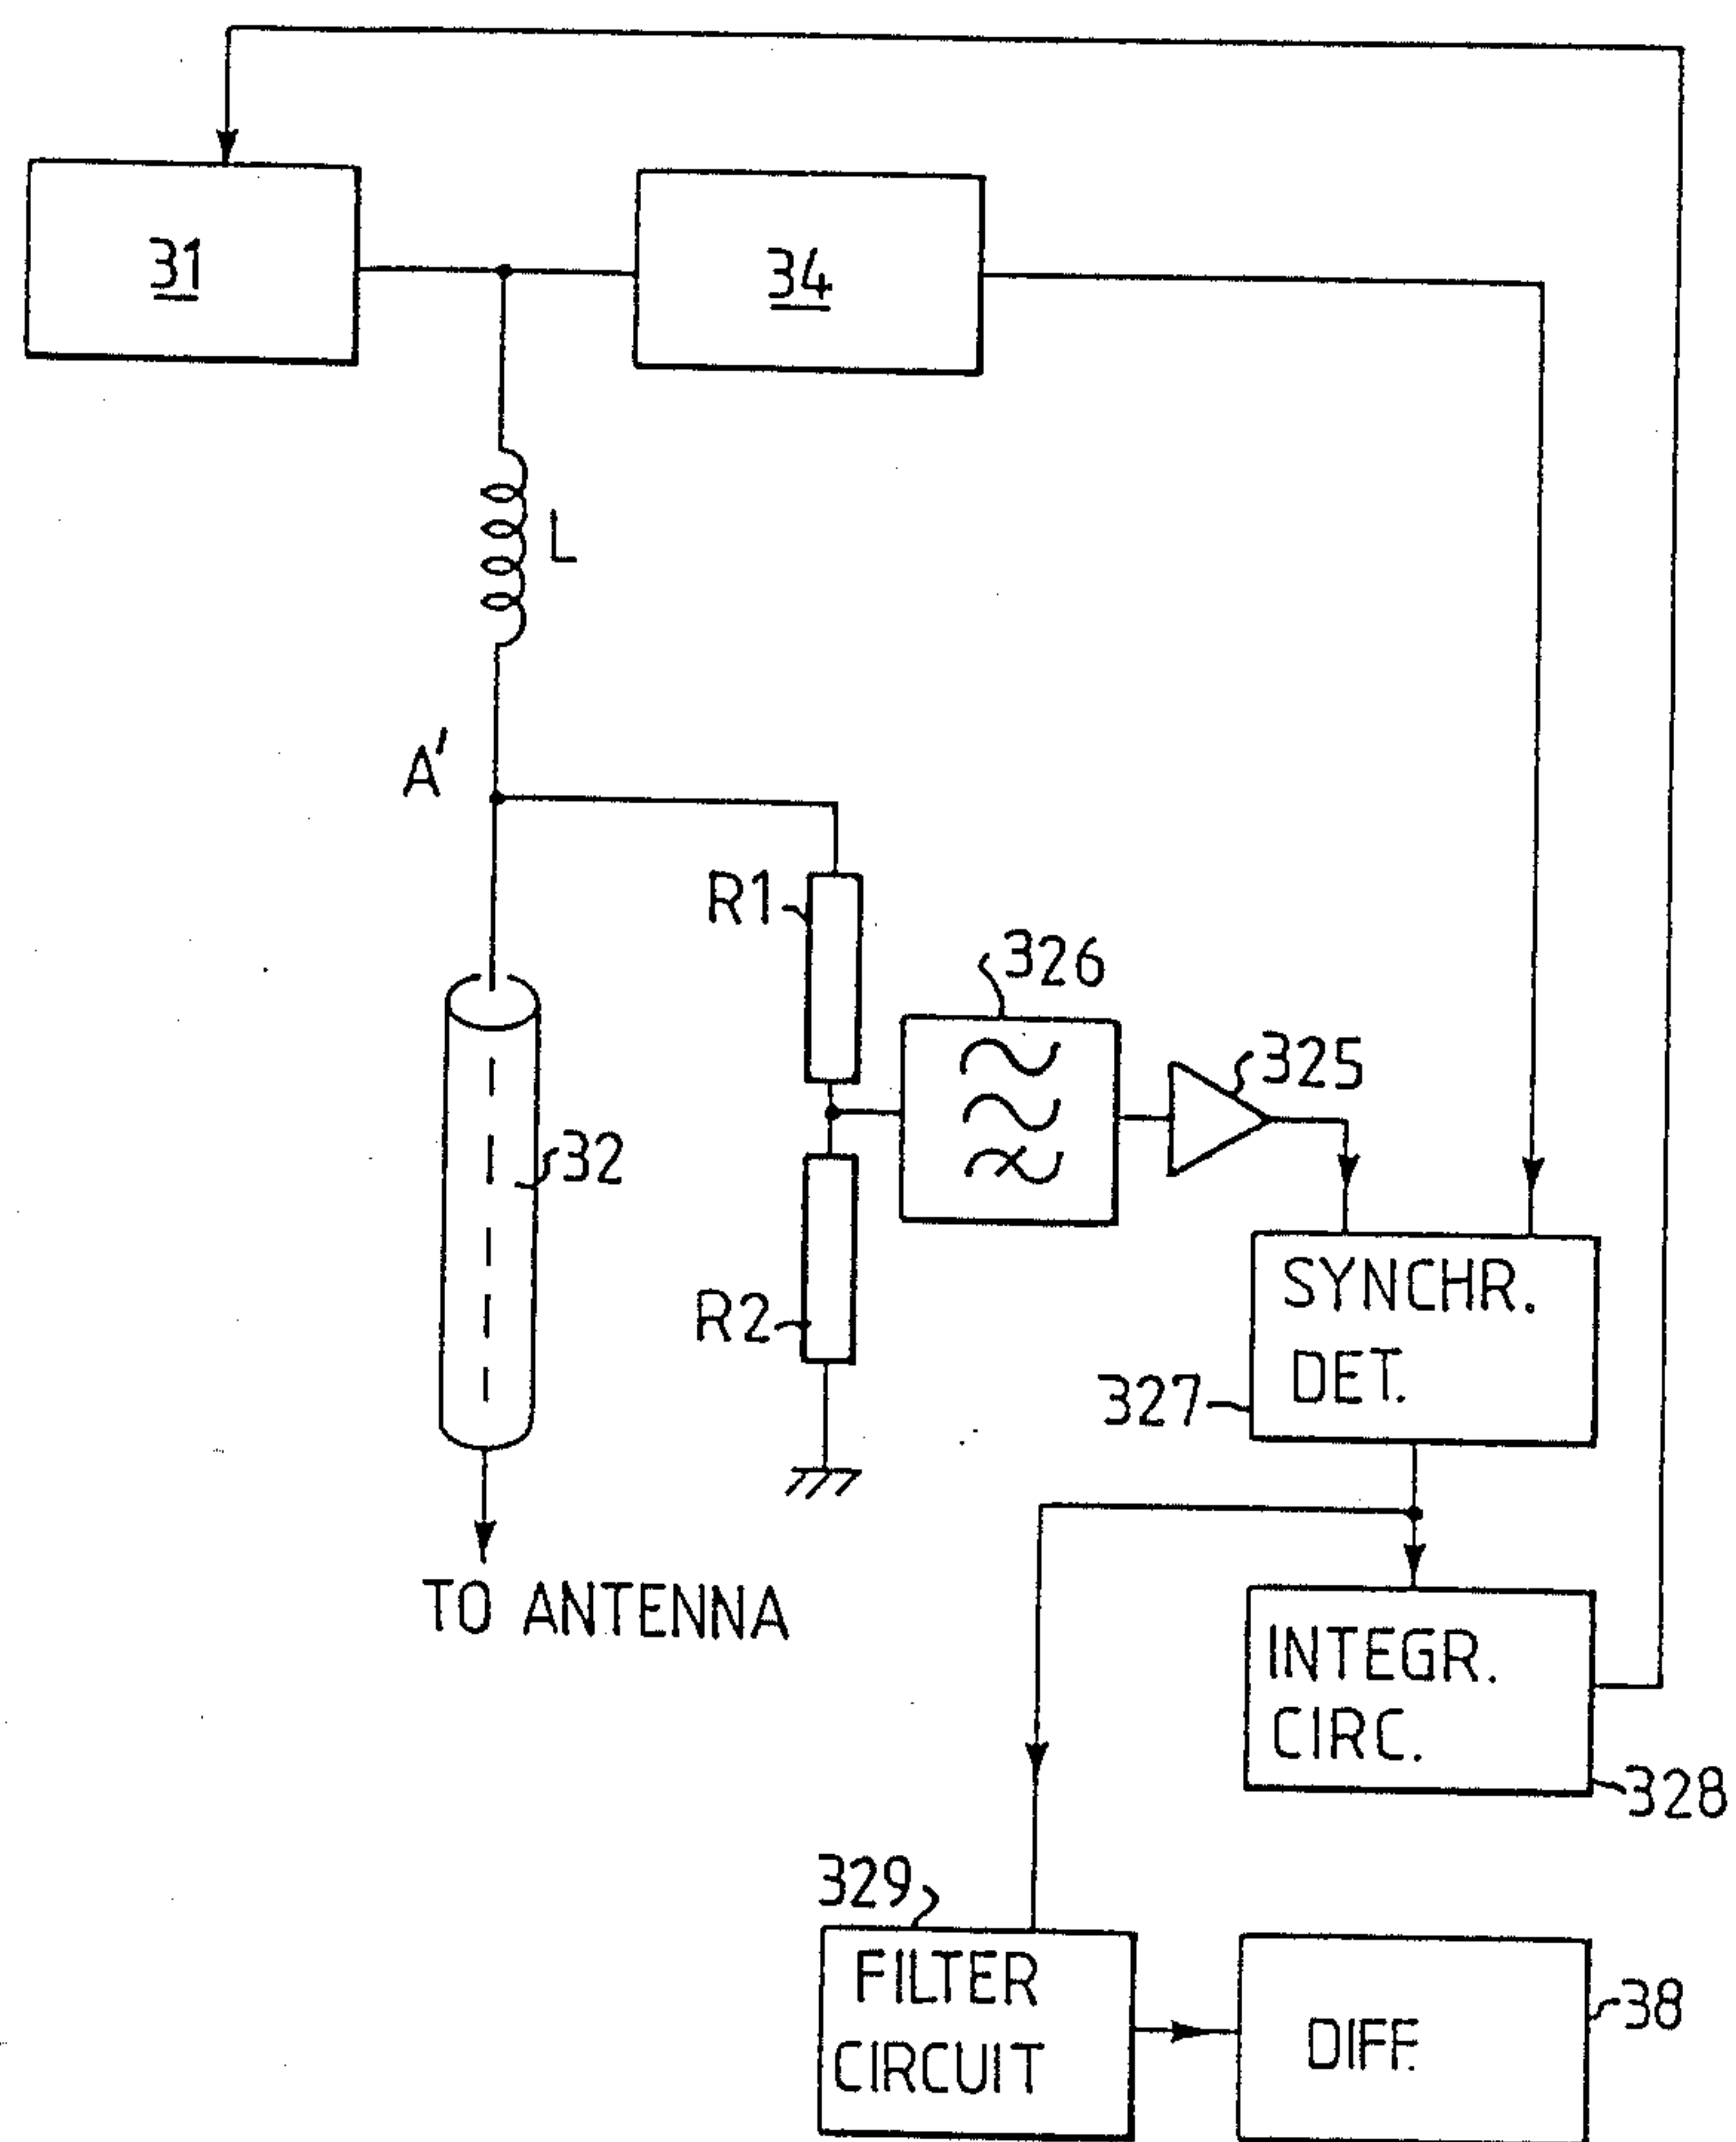 31
34
L
A'
R1
326
325
32
SYNCHR.
DET.
R2
327
TO ANTENNA
INTEGR.
CIRC.
328
329
FILTER
CIRCUIT
DIFF.
38